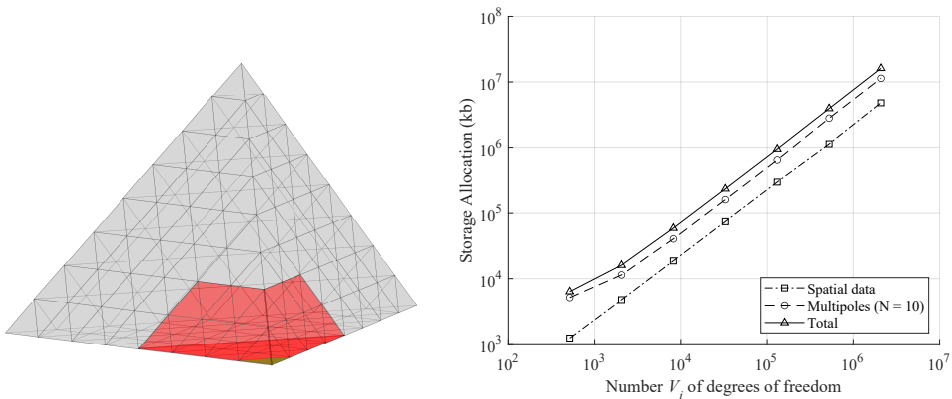 10^8
10^7
10^6
10^5
10^4
10^3
Storage Allocation (kb)
Spatial data
Multipoles (N = 10)
Total
10^2 10^3 10^4 10^5 10^6 10^7
Number V_i of degrees of freedom